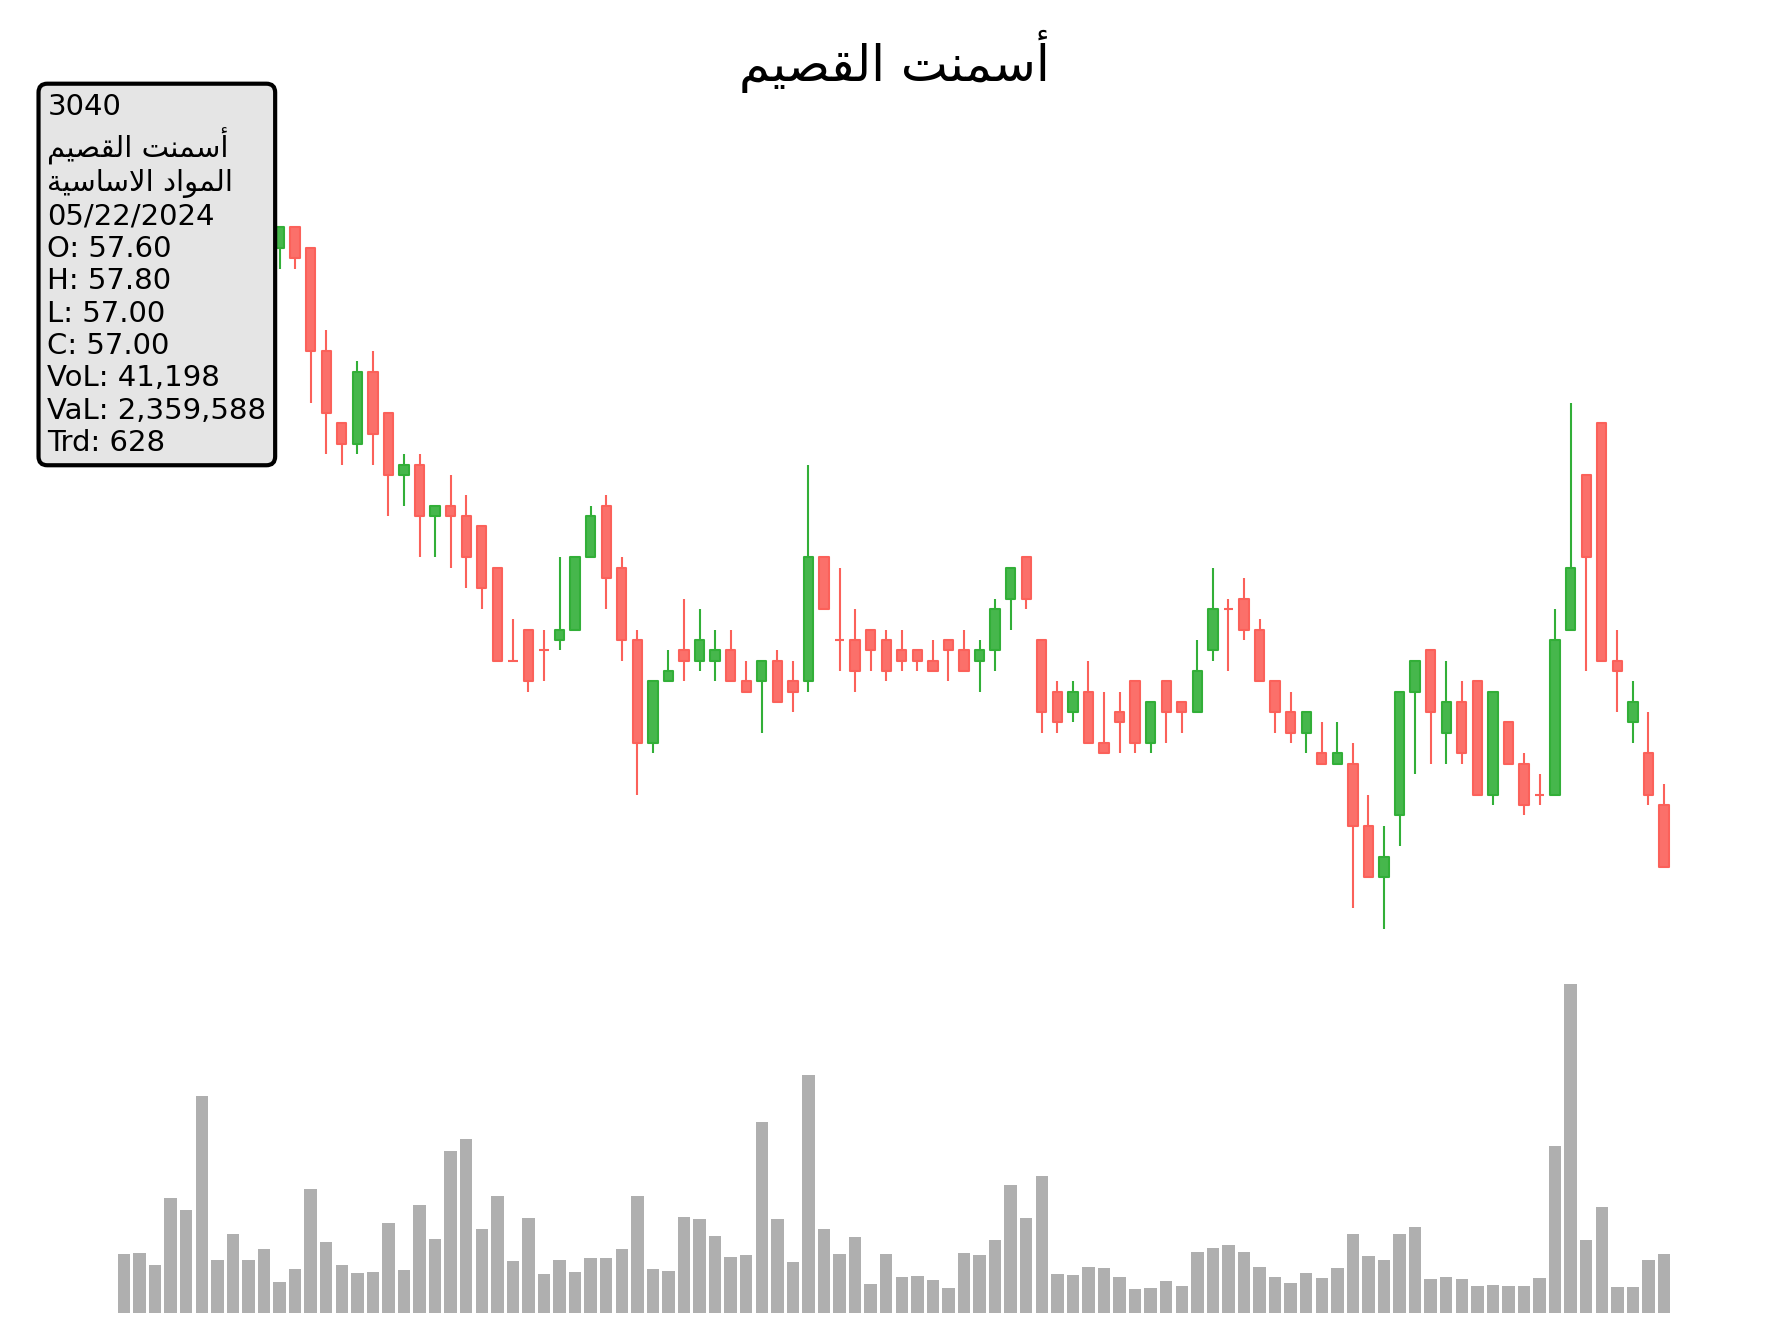 أسمنت القصيم
3040
أسمنت القصيم
المواد الاساسية
05/22/2024
O: 57.60
H: 57.80
L: 57.00
C: 57.00
VoL: 41,198
VaL: 2,359,588
Trd: 628